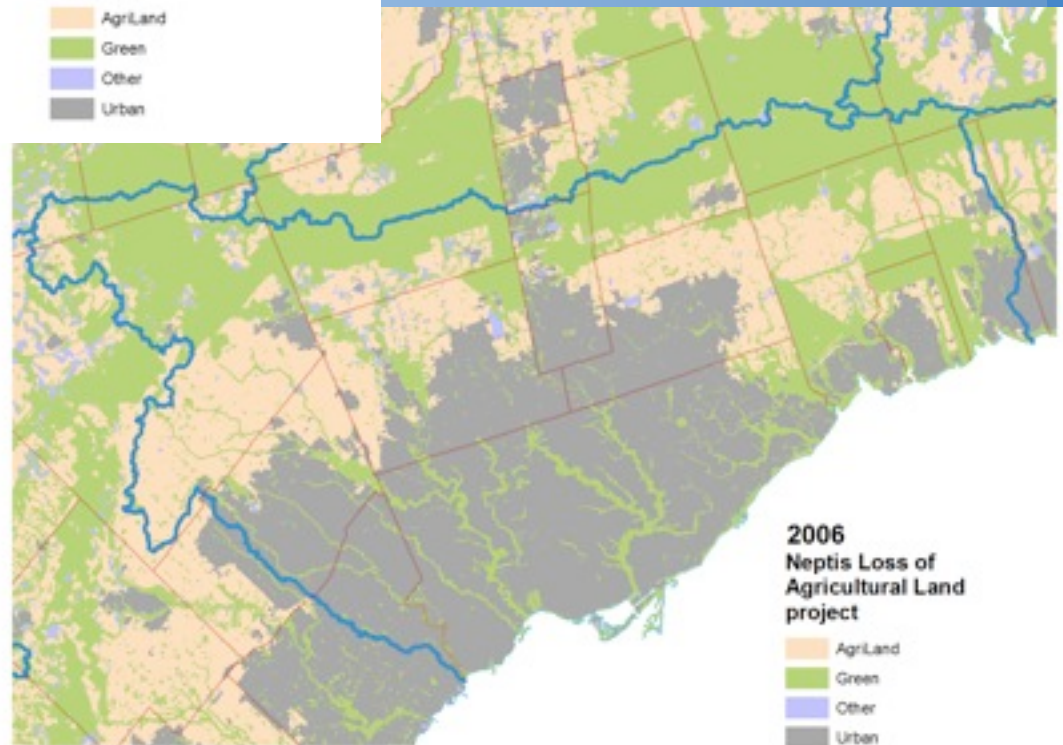 AgriLand
Green
Other
Urban
2006
Neptis Loss of
Agricultural Land
project
AgriLand
Green
Other
Urban